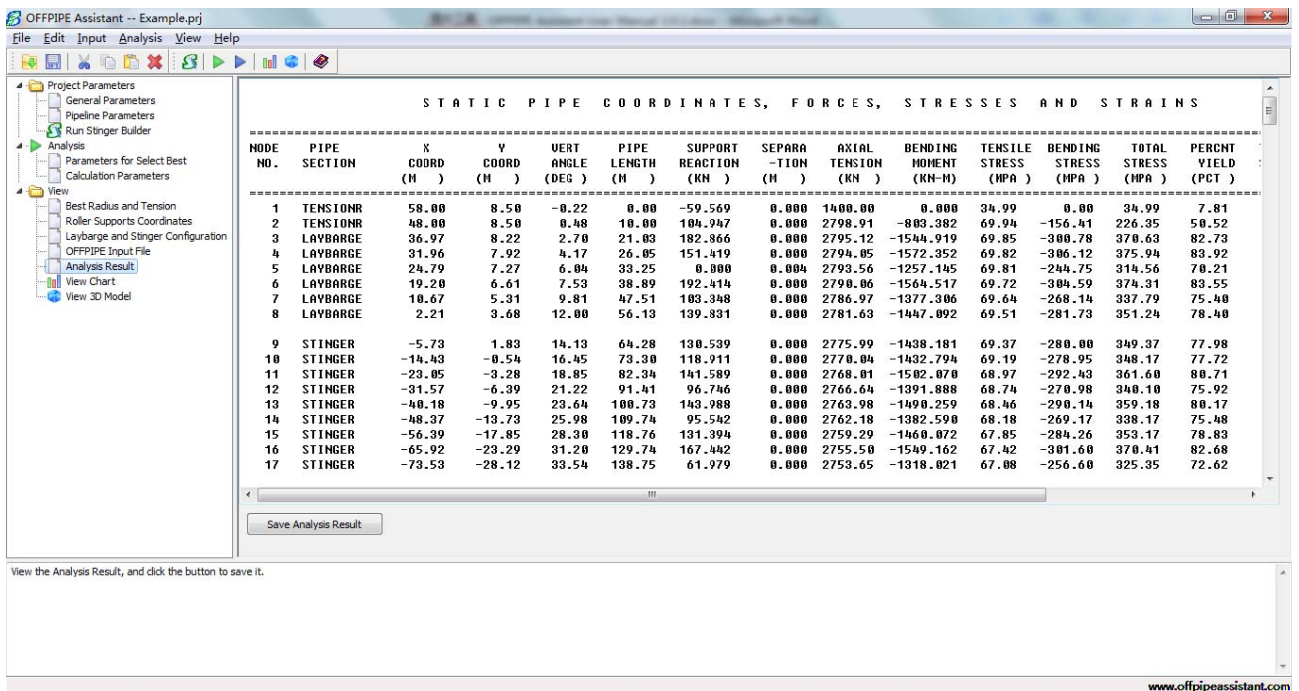 OFFPIPE Assistant -- Example.prj
File Edit Input Analysis View Help
Project Parameters
General Parameters
Pipeline Parameters
Run Stinger Builder
Analysis
Parameters for Select Best
Calculation Parameters
View
Best Radius and Tension
Roller Supports Coordinates
Laybarge and Stinger Configuration
OFFPIPE Input File
Analysis Result
View Chart
View 3D Model
STATIC PIPE COORDINATES, FORCES, STRESSES AND STRAINS
NODE PIPE X Y VERT PIPE SUPPORT SEPARA AXIAL BENDING TENSILE BENDING TOTAL PERCNT
NO. SECTION COORD COORD ANGLE LENGTH REACTION -TION TENSION MOMENT STRESS STRESS STRESS YIELD
(M ) (M ) (DEG ) (M ) (KN ) (M ) (KN ) (KN-M) (MPA ) (MPA ) (MPA ) (PCT )
1 TENSIONR 58.00 8.50 -0.22 0.00 -59.569 0.000 1400.00 0.000 34.99 0.00 34.99 7.81
2 TENSIONR 48.00 8.50 0.48 10.00 104.947 0.000 2798.91 -803.382 69.94 -156.41 226.35 50.52
3 LAYBARGE 36.97 8.22 2.70 21.03 182.866 0.000 2795.12 -1544.919 69.85 -300.78 370.63 82.73
4 LAYBARGE 31.96 7.92 4.17 26.05 151.419 0.000 2794.05 -1572.352 69.82 -306.12 375.94 83.92
5 LAYBARGE 24.79 7.27 6.04 33.25 0.000 0.004 2793.56 -1257.145 69.81 -244.75 314.56 70.21
6 LAYBARGE 19.20 6.61 7.53 38.89 192.414 0.000 2790.06 -1564.517 69.72 -304.59 374.31 83.55
7 LAYBARGE 10.67 5.31 9.81 47.51 103.348 0.000 2786.97 -1377.306 69.64 -268.14 337.79 75.40
8 LAYBARGE 2.21 3.68 12.00 56.13 139.831 0.000 2781.63 -1447.092 69.51 -281.73 351.24 78.40
9 STINGER -5.73 1.83 14.13 64.28 130.539 0.000 2775.99 -1438.181 69.37 -280.00 349.37 77.98
10 STINGER -14.43 -0.54 16.45 73.30 118.911 0.000 2770.04 -1432.794 69.19 -278.95 348.17 77.72
11 STINGER -23.05 -3.28 18.85 82.34 141.589 0.000 2768.01 -1502.070 68.97 -292.43 361.60 80.71
12 STINGER -31.57 -6.39 21.22 91.41 96.746 0.000 2766.64 -1391.888 68.74 -270.98 340.10 75.92
13 STINGER -40.18 -9.95 23.64 100.73 143.988 0.000 2763.98 -1490.259 68.46 -290.14 359.18 80.17
14 STINGER -48.37 -13.73 25.98 109.74 95.542 0.000 2762.18 -1382.590 68.18 -269.17 338.17 75.48
15 STINGER -56.39 -17.85 28.30 118.76 131.394 0.000 2759.29 -1460.072 67.85 -284.26 353.17 78.83
16 STINGER -65.92 -23.29 31.20 129.74 167.442 0.000 2755.50 -1549.162 67.42 -301.60 370.41 82.68
17 STINGER -73.53 -28.12 33.54 138.75 61.979 0.000 2753.65 -1318.021 67.08 -256.60 325.35 72.62
Save Analysis Result
View the Analysis Result, and click the button to save it.
www.offpipeassistant.com